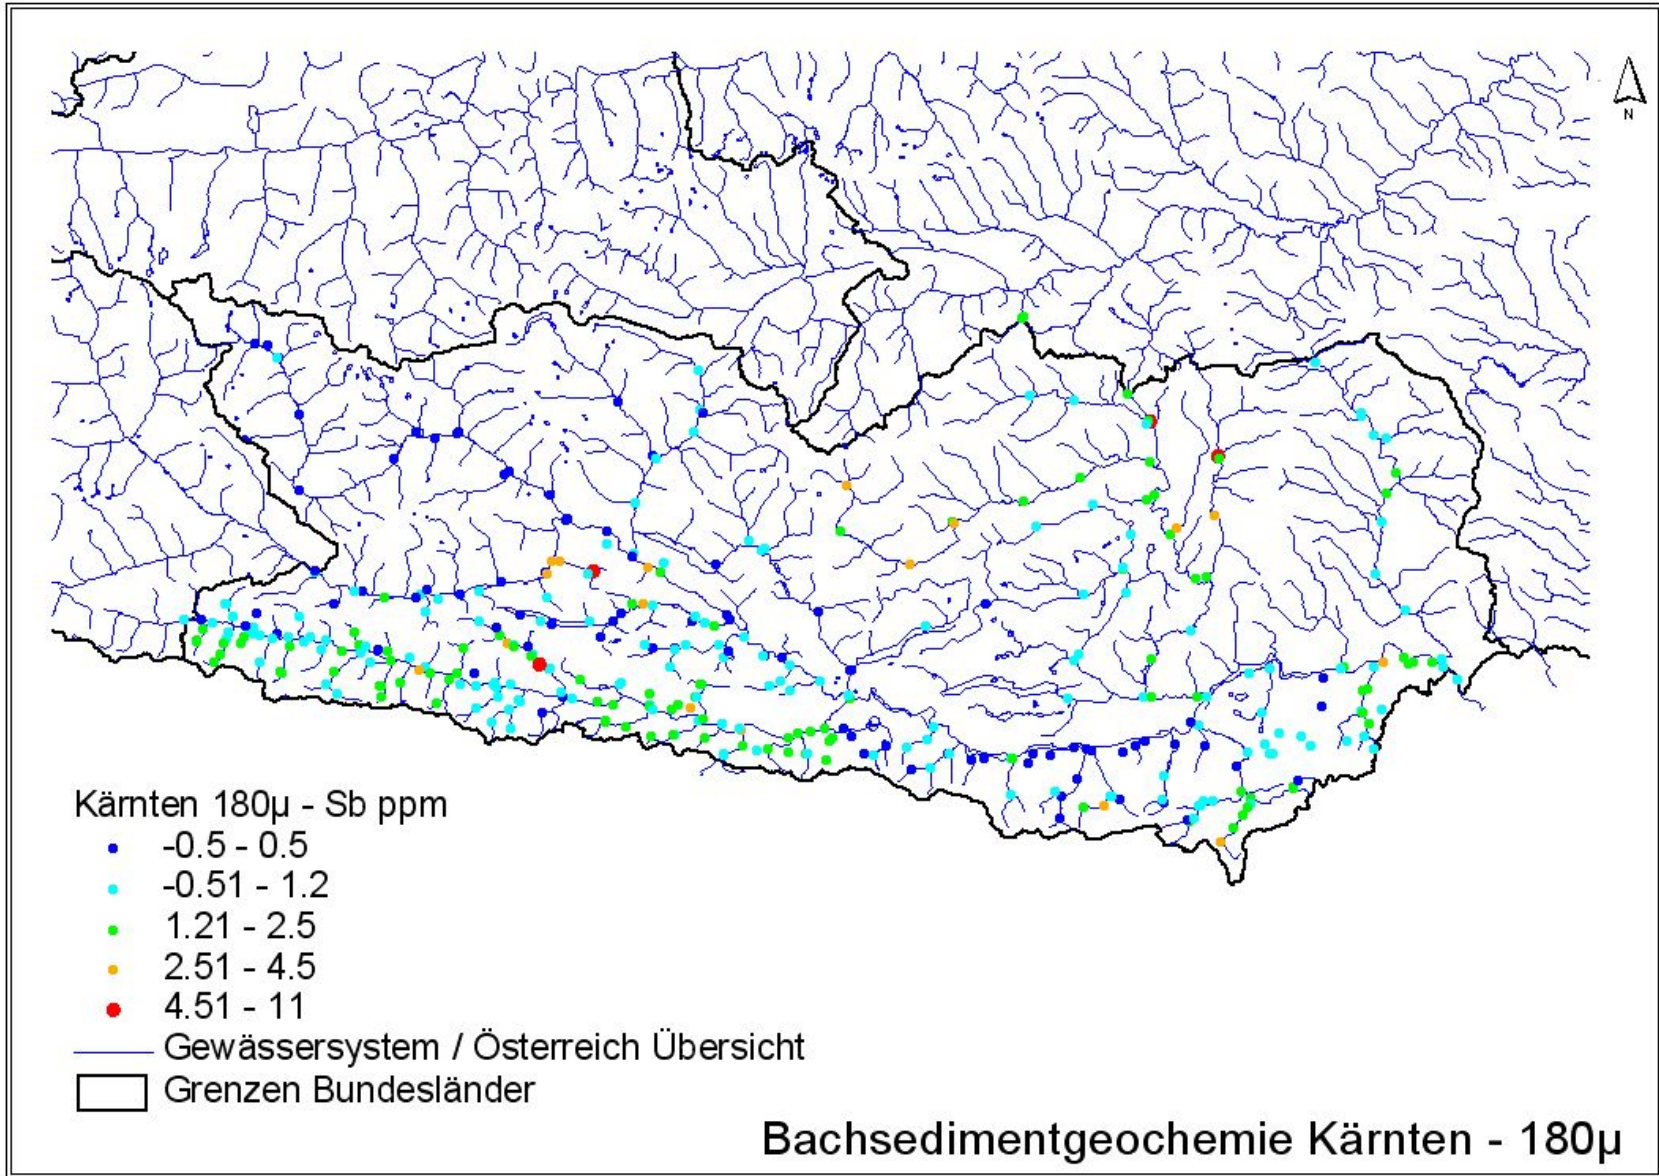 N
Kärnten 180µ - Sb ppm
-0.5 - 0.5
-0.51 - 1.2
1.21 - 2.5
2.51 - 4.5
4.51 - 11
Gewässersystem / Österreich Übersicht
Grenzen Bundesländer
Bachsedimentgeochemie Kärnten - 180µ